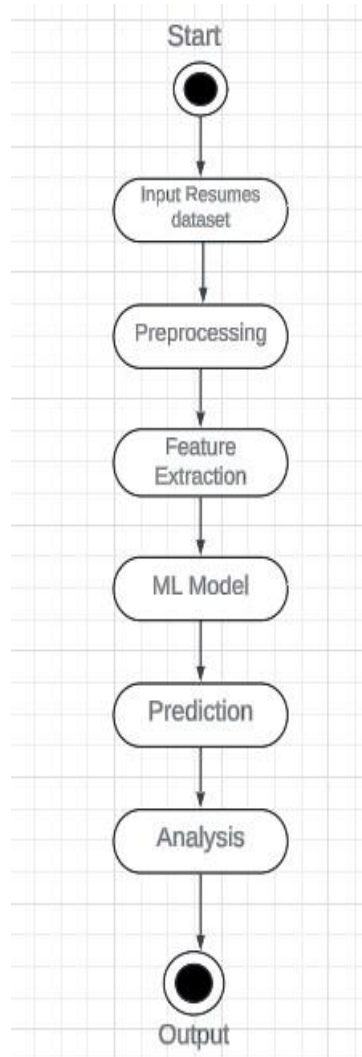 Start
Input Resumes
dataset
Preprocessing
Feature
Extraction
ML Model
Prediction
Analysis
Output